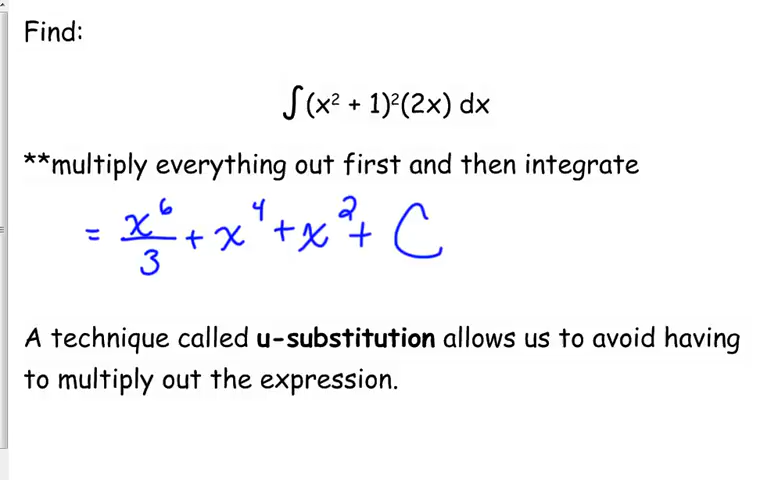 Find:
∫(x² + 1)²(2x) dx
**multiply everything out first and then integrate
= x⁶/3 + x⁴ + x² + C
A technique called u-substitution allows us to avoid having
to multiply out the expression.